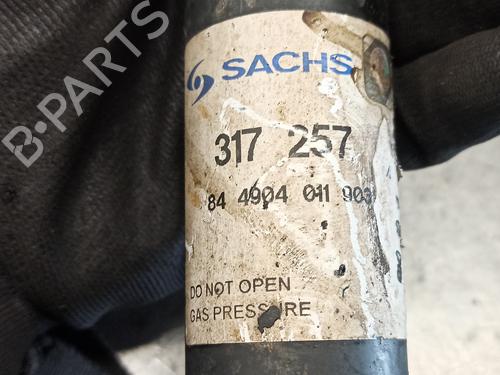 B-PARTS
SACHS
317 257
84 4904 011 903
DO NOT OPEN
GAS PRESSURE